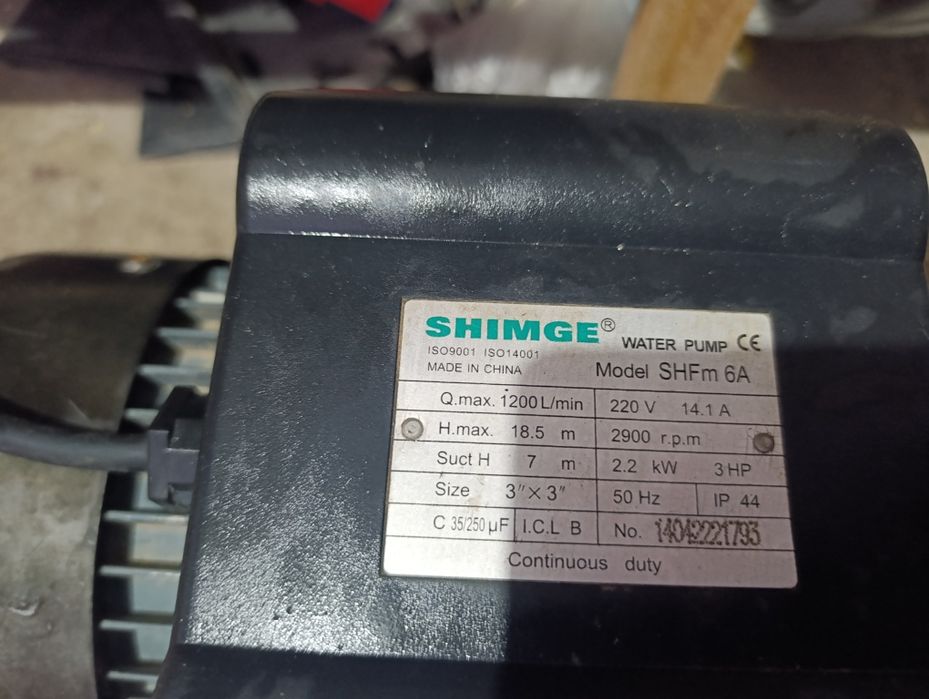 SHIMGE® WATER PUMP CE
ISO9001 ISO14001
MADE IN CHINA Model SHFm 6A
Q.max. 1200 L/min 220 V 14.1 A
H.max. 18.5 m 2900 r.p.m
Suct H 7 m 2.2 kW 3 HP
Size 3"×3" 50 Hz IP 44
C 35/250 µF I.C.L B No. 14042221793
Continuous duty